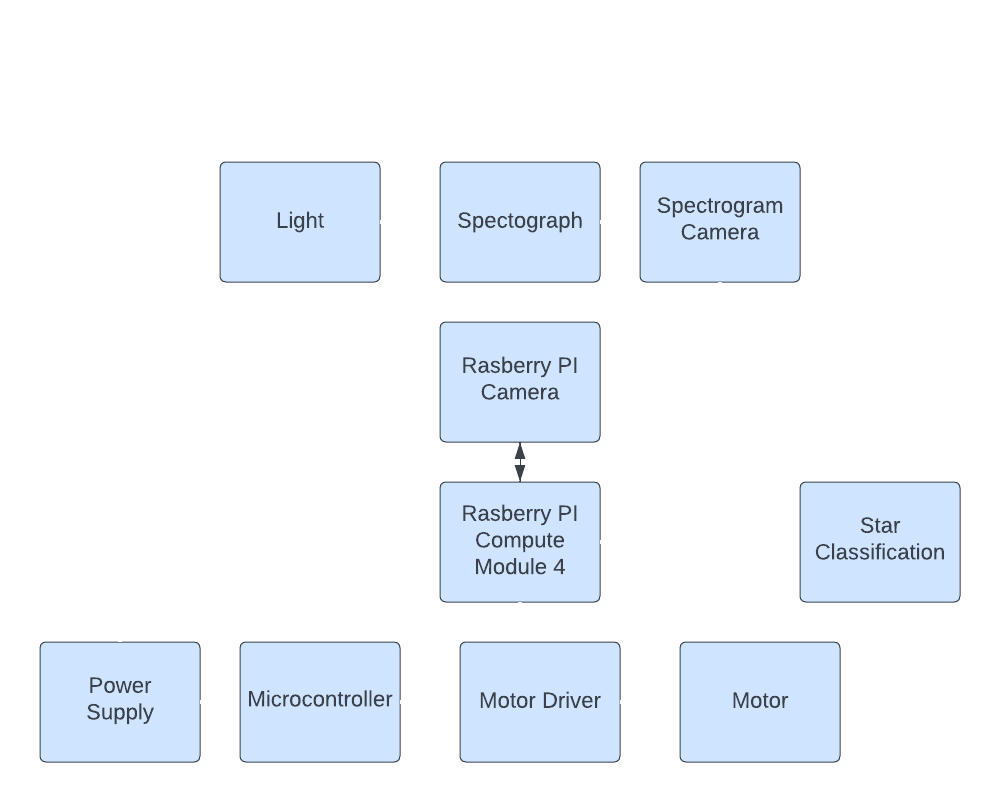 Light
Spectograph
Spectrogram
Camera
Rasberry PI
Camera
Rasberry PI
Compute
Module 4
Star
Classification
Power
Supply
Microcontroller
Motor Driver
Motor